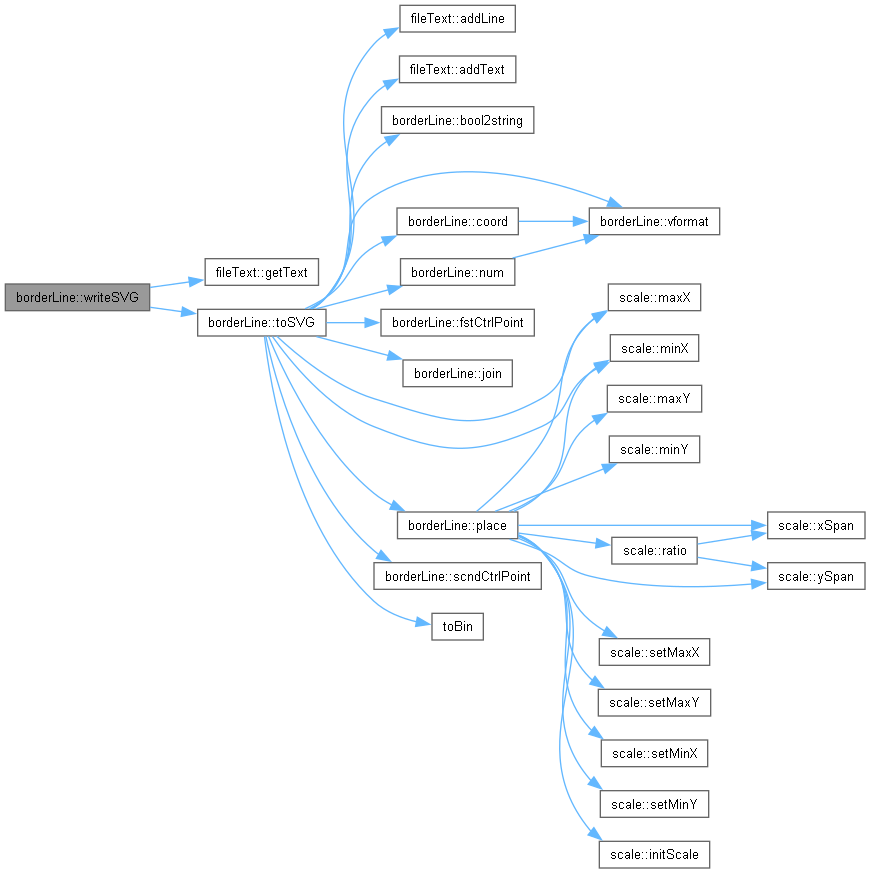 fileText::addLine
fileText::addText
borderLine::bool2string
borderLine::coord
borderLine::vformat
fileText::getText
borderLine::num
borderLine::writeSVG
scale::maxX
borderLine::toSVG
borderLine::fstCtrlPoint
scale::minX
borderLine::join
scale::maxY
scale::minY
borderLine::place
scale::xSpan
scale::ratio
borderLine::scndCtrlPoint
scale::ySpan
toBin
scale::setMaxX
scale::setMaxY
scale::setMinX
scale::setMinY
scale::initScale